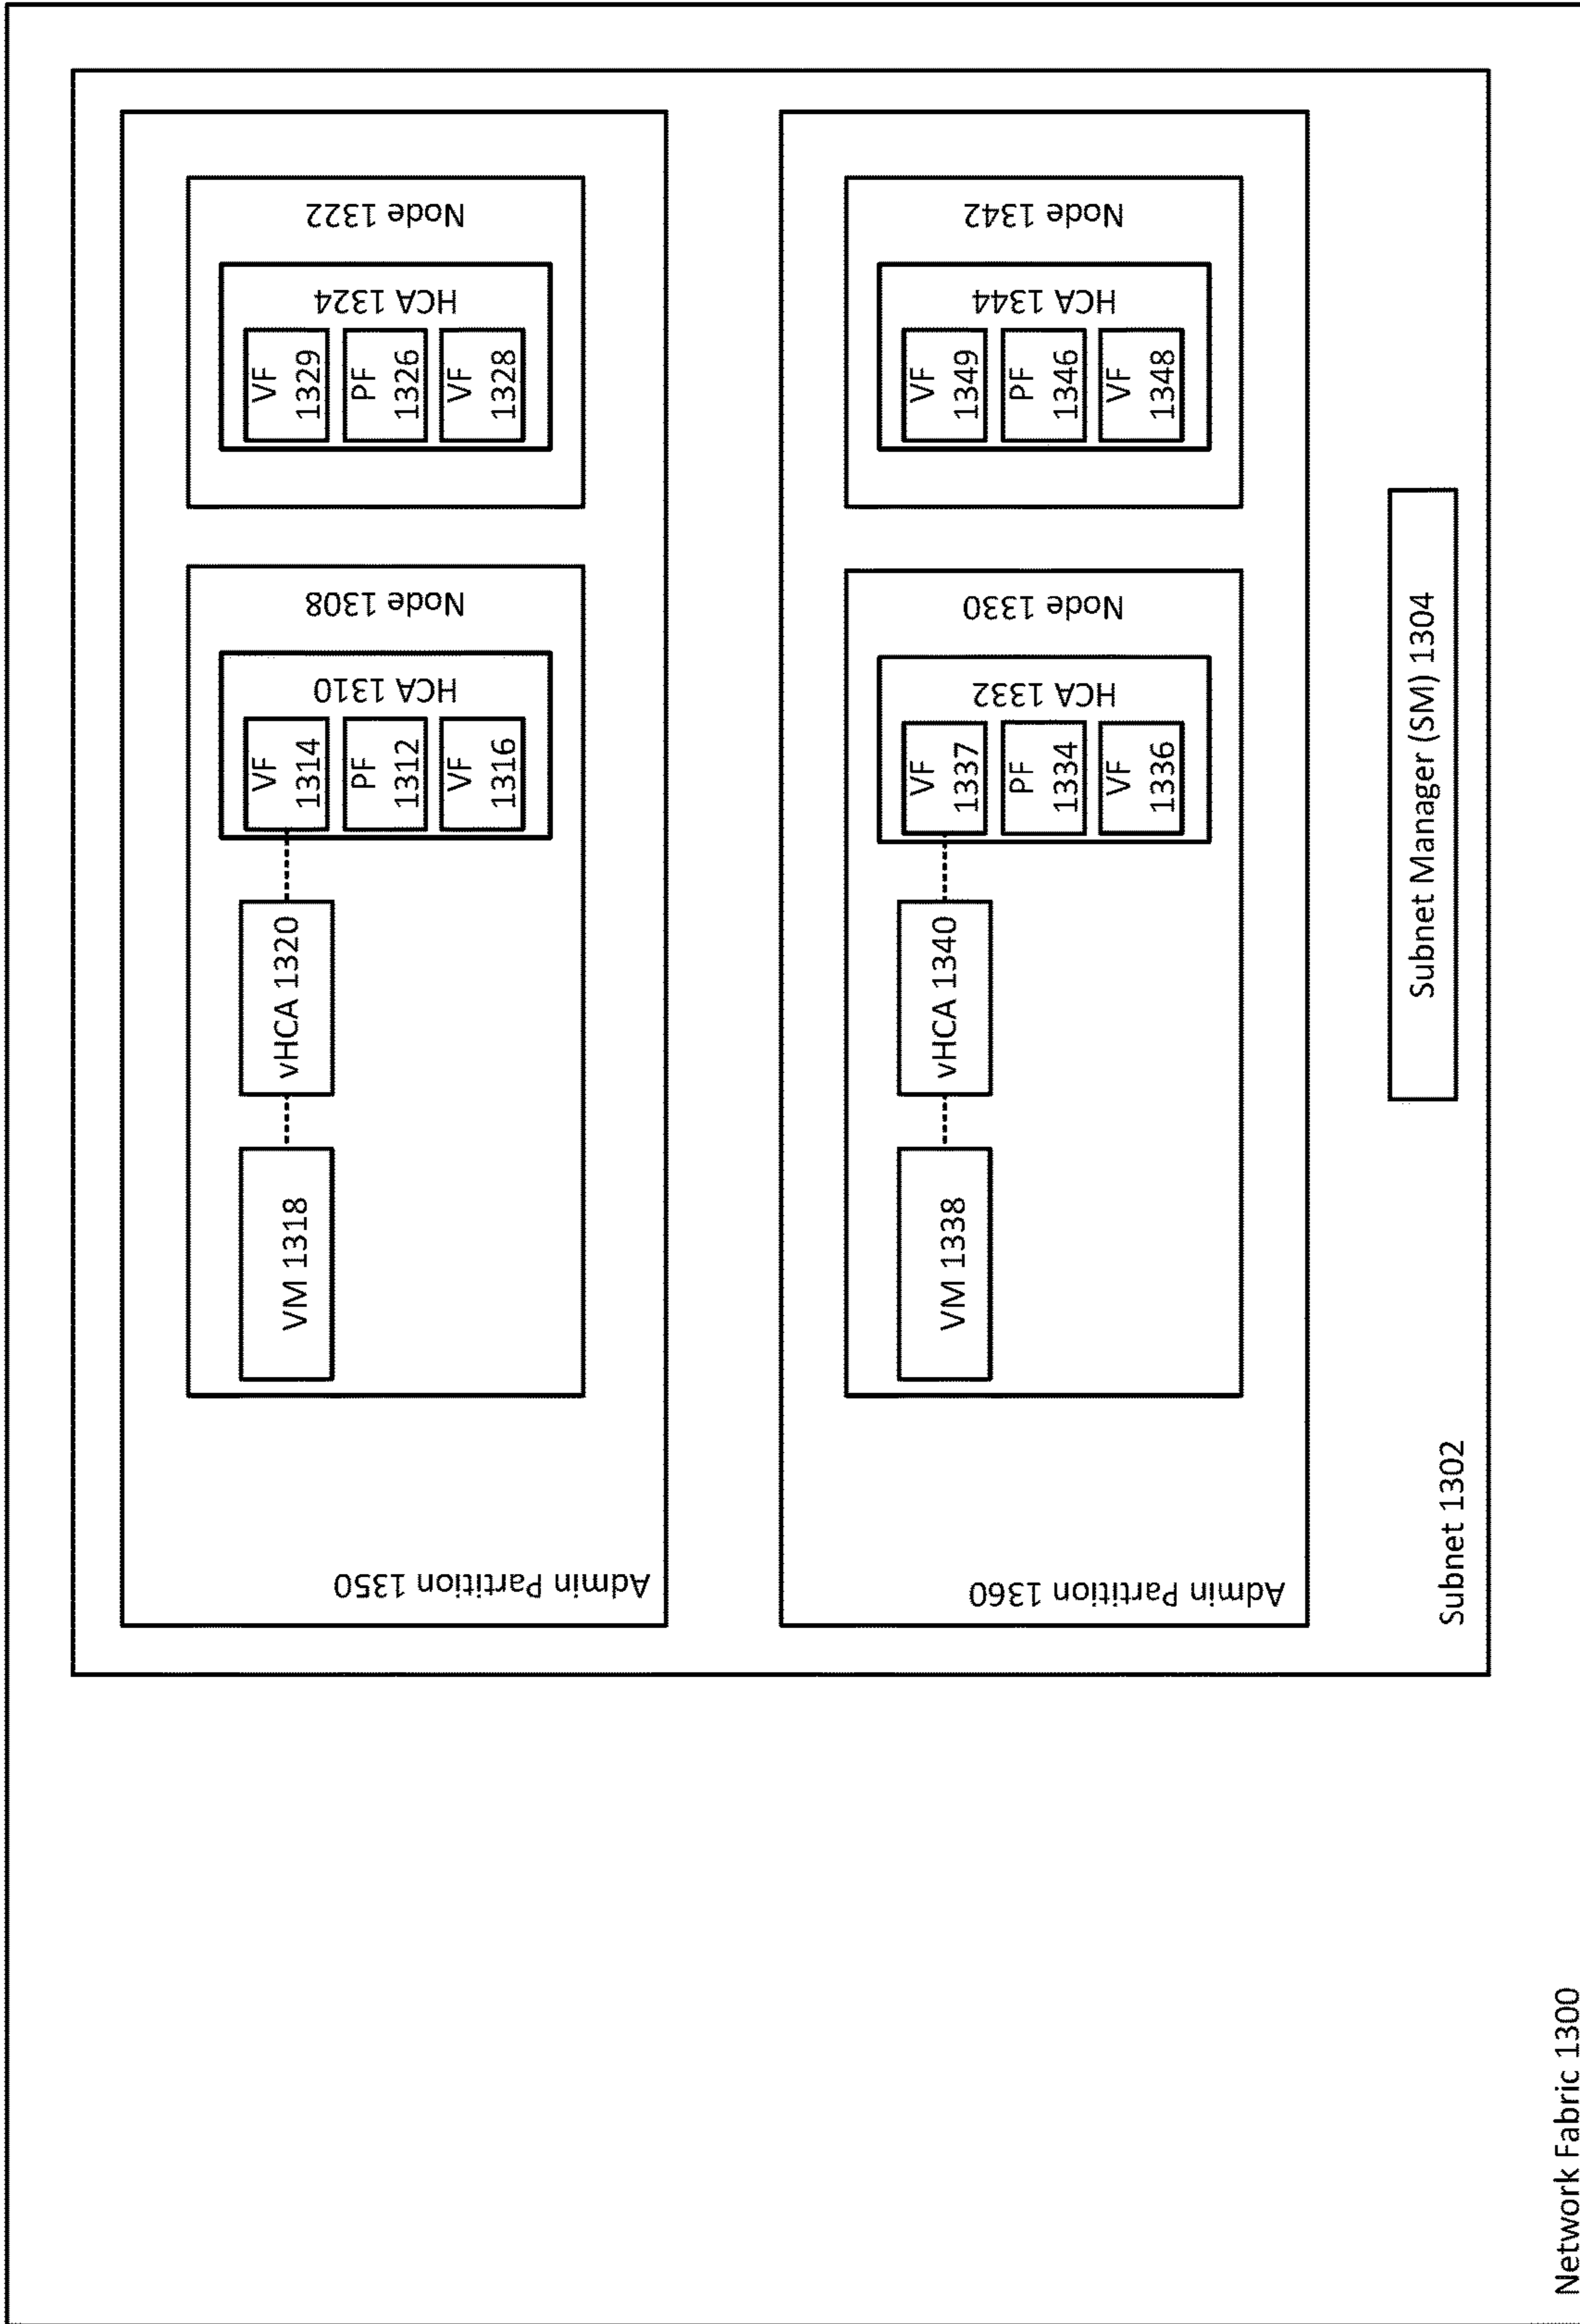 Admin Partition 1350
VM 1318
vHCA 1320
VF
1314
PF
1312
VF
1316
HCA 1310
Node 1308
VF
1329
PF
1326
VF
1328
HCA 1324
Node 1322
Admin Partition 1360
VM 1338
vHCA 1340
VF
1337
PF
1334
VF
1336
HCA 1332
Node 1330
VF
1349
PF
1346
VF
1348
HCA 1344
Node 1342
Subnet Manager (SM) 1304
Subnet 1302
Network Fabric 1300